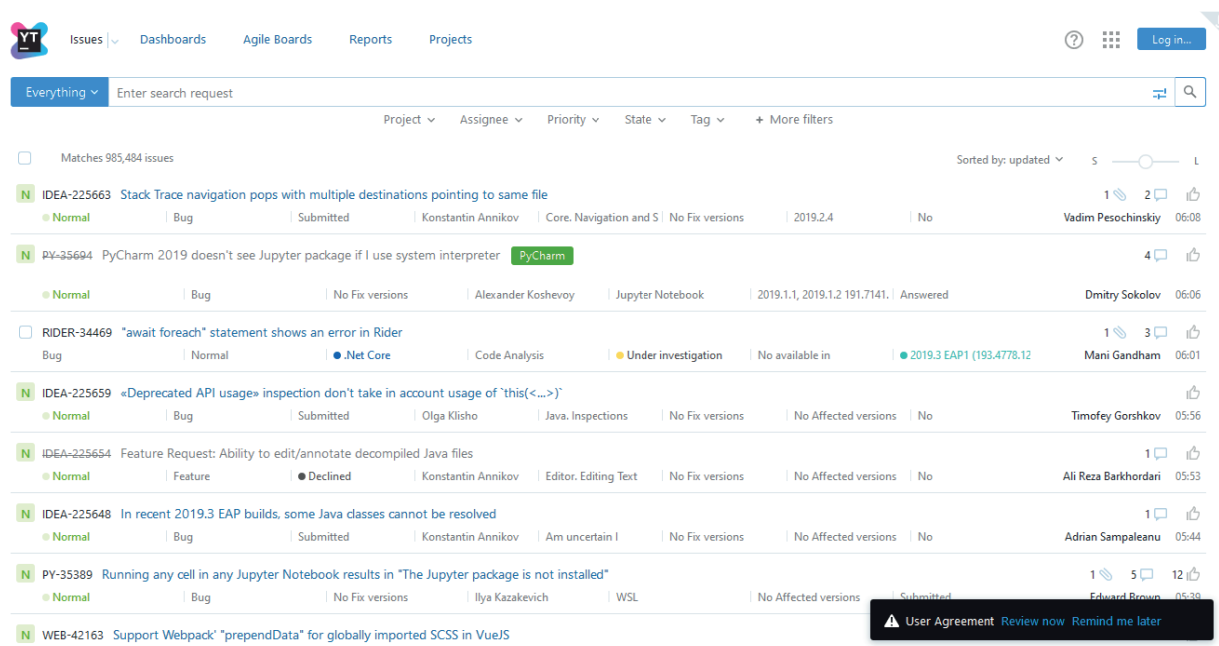 YT Issues Dashboards Agile Boards Reports Projects Log in...
Everything Enter search request
Project Assignee Priority State Tag + More filters
Matches 985,484 issues Sorted by: updated S L
N IDEA-225663 Stack Trace navigation pops with multiple destinations pointing to same file 1 2
Normal Bug Submitted Konstantin Annikov Core. Navigation and S No Fix versions 2019.2.4 No Vadim Pesochinskiy 06:08
N PY-35694 PyCharm 2019 doesn't see Jupyter package if I use system interpreter PyCharm 4
Normal Bug No Fix versions Alexander Koshevoy Jupyter Notebook 2019.1.1, 2019.1.2 191.7141. Answered Dmitry Sokolov 06:06
RIDER-34469 "await foreach" statement shows an error in Rider 1 3
Bug Normal .Net Core Code Analysis Under investigation No available in 2019.3 EAP1 (193.4778.12 Mani Gandham 06:01
N IDEA-225659 «Deprecated API usage» inspection don't take in account usage of `this(<...>)`
Normal Bug Submitted Olga Klisho Java. Inspections No Fix versions No Affected versions No Timofey Gorshkov 05:56
N IDEA-225654 Feature Request: Ability to edit/annotate decompiled Java files 1
Normal Feature Declined Konstantin Annikov Editor. Editing Text No Fix versions No Affected versions No Ali Reza Barkhordari 05:53
N IDEA-225648 In recent 2019.3 EAP builds, some Java classes cannot be resolved 1
Normal Bug Submitted Konstantin Annikov Am uncertain I No Fix versions No Affected versions No Adrian Sampaleanu 05:44
N PY-35389 Running any cell in any Jupyter Notebook results in "The Jupyter package is not installed" 1 5 12
Normal Bug No Fix versions Ilya Kazakevich WSL No Affected versions Submitted Edward Brown 05:39
User Agreement Review now Remind me later
N WEB-42163 Support Webpack' "prependData" for globally imported SCSS in VueJS